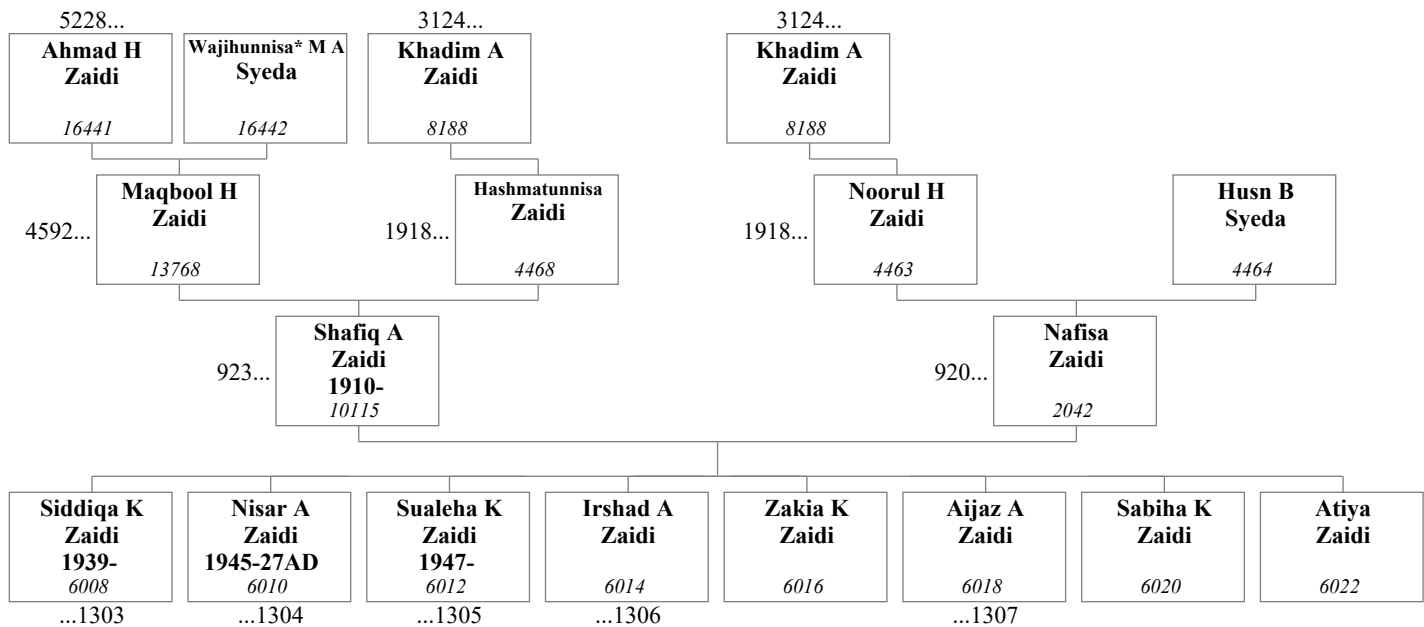 5228...
3124...
3124...
Ahmad H
Zaidi
16441
Wajihunnisa* M A
Syeda
16442
Khadim A
Zaidi
8188
Khadim A
Zaidi
8188
4592...
Maqbool H
Zaidi
13768
1918...
Hashmatunnisa
Zaidi
4468
1918...
Noorul H
Zaidi
4463
Husn B
Syeda
4464
923...
Shafiq A
Zaidi
1910-
10115
920...
Nafisa
Zaidi
2042
Siddiqa K
Zaidi
1939-
6008
...1303
Nisar A
Zaidi
1945-27AD
6010
...1304
Sualeha K
Zaidi
1947-
6012
...1305
Irshad A
Zaidi
6014
...1306
Zakia K
Zaidi
6016
Aijaz A
Zaidi
6018
...1307
Sabiha K
Zaidi
6020
Atiya
Zaidi
6022